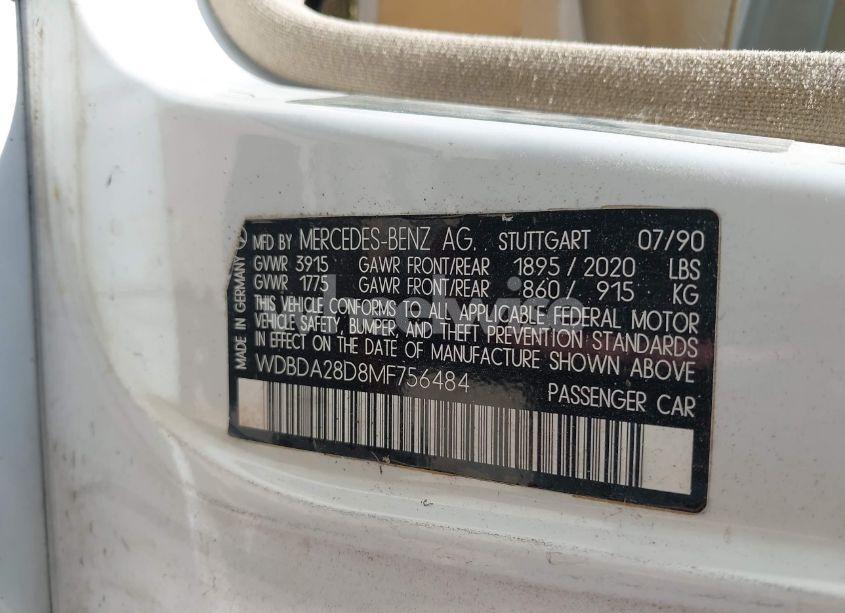 MFD BY MERCEDES-BENZ AG. STUTTGART 07/90
GVWR 3915 GAWR FRONT/REAR 1895/2020 LBS
GVWR 1775 GAWR FRONT/REAR 860/ 915 KG
THIS VEHICLE CONFORMS TO ALL APPLICABLE FEDERAL MOTOR
VEHICLE SAFETY, BUMPER, AND THEFT PREVENTION STANDARDS
IN EFFECT ON THE DATE OF MANUFACTURE SHOWN ABOVE
WDBDA28D8MF756484 PASSENGER CAR
MADE IN GERMANY